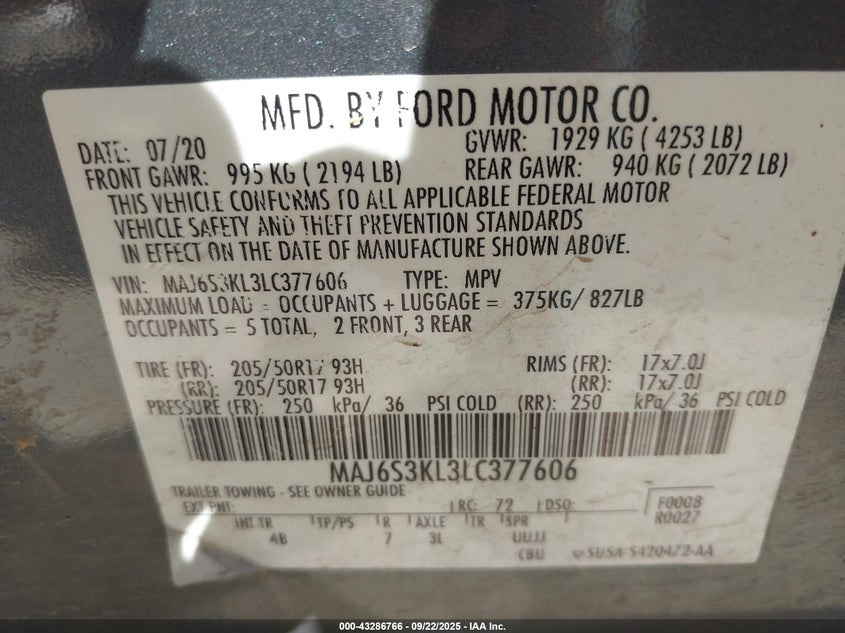 MFD. BY FORD MOTOR CO.
DATE: 07/20 GVWR: 1929 KG ( 4253 LB)
FRONT GAWR: 995 KG ( 2194 LB) REAR GAWR: 940 KG ( 2072 LB)
THIS VEHICLE CONFORMS TO ALL APPLICABLE FEDERAL MOTOR
VEHICLE SAFETY AND THEFT PREVENTION STANDARDS
IN EFFECT ON THE DATE OF MANUFACTURE SHOWN ABOVE.
VIN: MAJ6S3KL3LC377606 TYPE: MPV
MAXIMUM LOAD = OCCUPANTS + LUGGAGE = 375KG/ 827LB
OCCUPANTS = 5 TOTAL, 2 FRONT, 3 REAR
TIRE (FR): 205/50R17 93H RIMS (FR): 17x7.0J
(RR): 205/50R17 93H (RR): 17x7.0J
PRESSURE (FR): 250 kPa/ 36 PSI COLD (RR): 250 kPa/ 36 PSI COLD
MAJ6S3KL3LC377606
TRAILER TOWING - SEE OWNER GUIDE
EXT PNT: RC: 72 DSO: F0008
R0027
INT TR TP/PS R AXLE TR SPR
4B 7 3L UUJJ
CBU
000-43286766 - 09/22/2025 - IAA Inc.